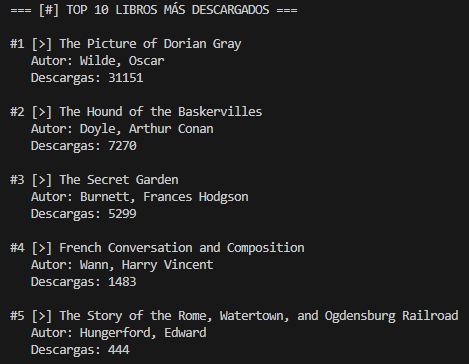 === [#] TOP 10 LIBROS MÁS DESCARGADOS ===
#1 [>] The Picture of Dorian Gray
Autor: Wilde, Oscar
Descargas: 31151
#2 [>] The Hound of the Baskervilles
Autor: Doyle, Arthur Conan
Descargas: 7270
#3 [>] The Secret Garden
Autor: Burnett, Frances Hodgson
Descargas: 5299
#4 [>] French Conversation and Composition
Autor: Wann, Harry Vincent
Descargas: 1483
#5 [>] The Story of the Rome, Watertown, and Ogdensburg Railroad
Autor: Hungerford, Edward
Descargas: 444